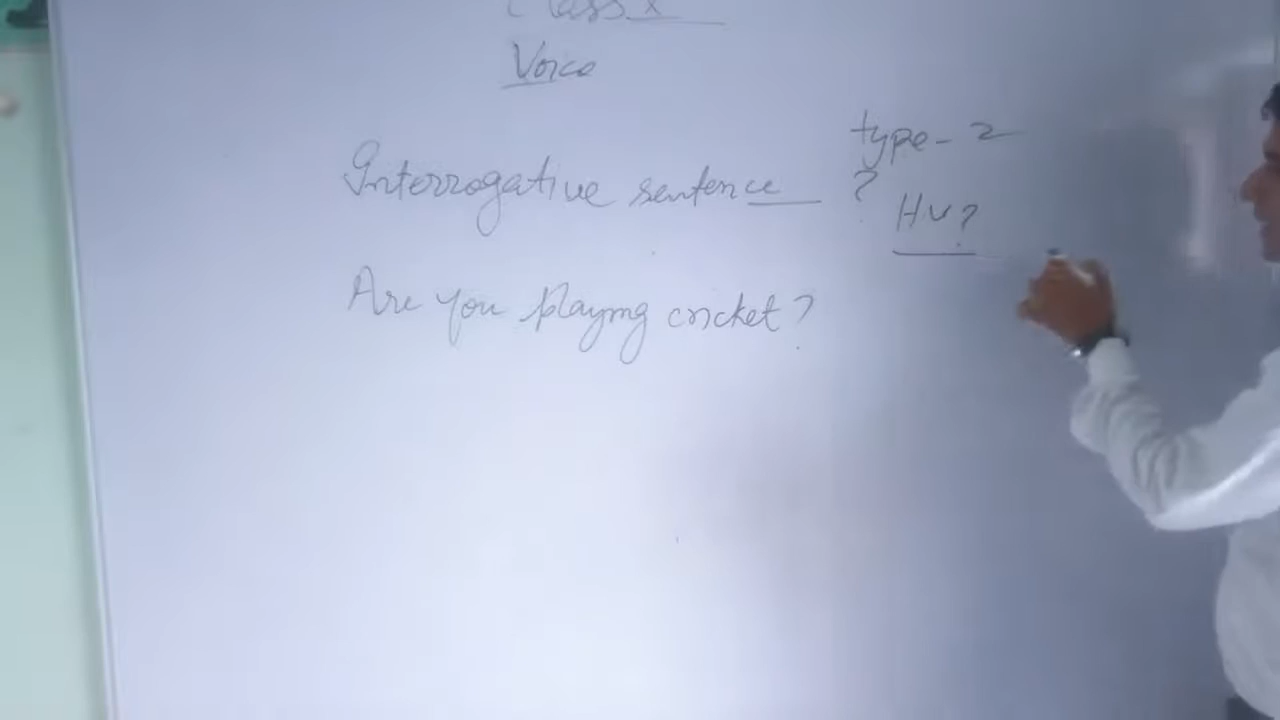 Class X
Voice
type - 2
Interrogative sentence ?
HV?
Are you playing cricket?